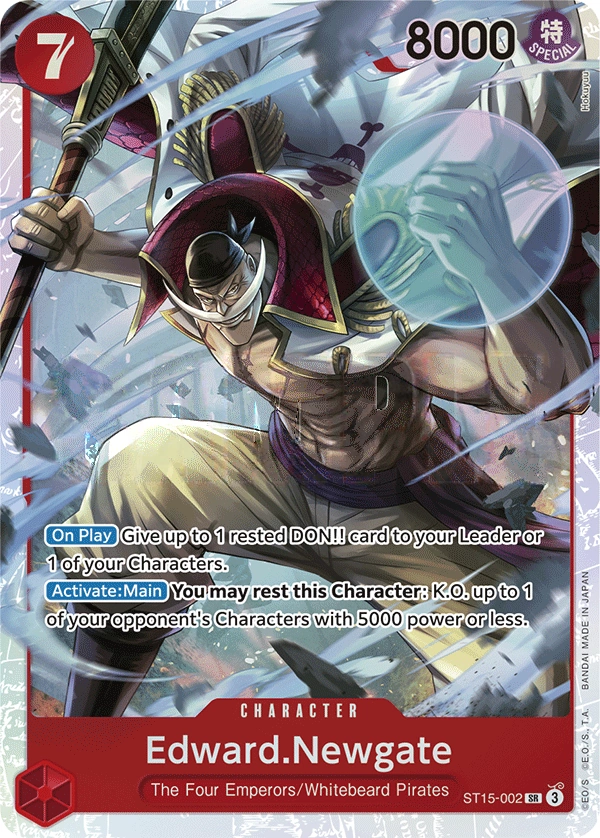 7
8000
特
SPECIAL
Hokuyuu
On Play Give up to 1 rested DON!! card to your Leader or
1 of your Characters.
Activate:Main You may rest this Character: K.O. up to 1
of your opponent's Characters with 5000 power or less.
©E.O/S ©E.O./S., T.A. BANDAI MADE IN JAPAN
CHARACTER
Edward.Newgate
The Four Emperors/Whitebeard Pirates
ST15-002 SR 3